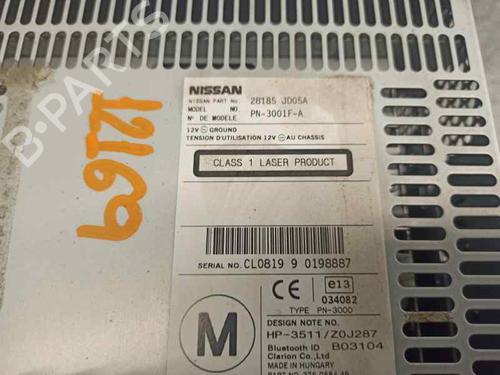 B-PARTS
12169
NISSAN
NISSAN PART No. 28185 JD05A
MODEL NO
N° DE MODELE PN-3001F-A
12V ⊖ GROUND
TENSION D'UTILISATION 12V ⊖ AU CHASSIS
CLASS 1 LASER PRODUCT
SERIAL NO. CL0819 9 0198887
CE e13
034082
TYPE PN-3000
M
DESIGN NOTE NO.
HP-3511/Z0J287
Bluetooth ID B03104
Clarion Co., Ltd
MADE IN HUNGARY